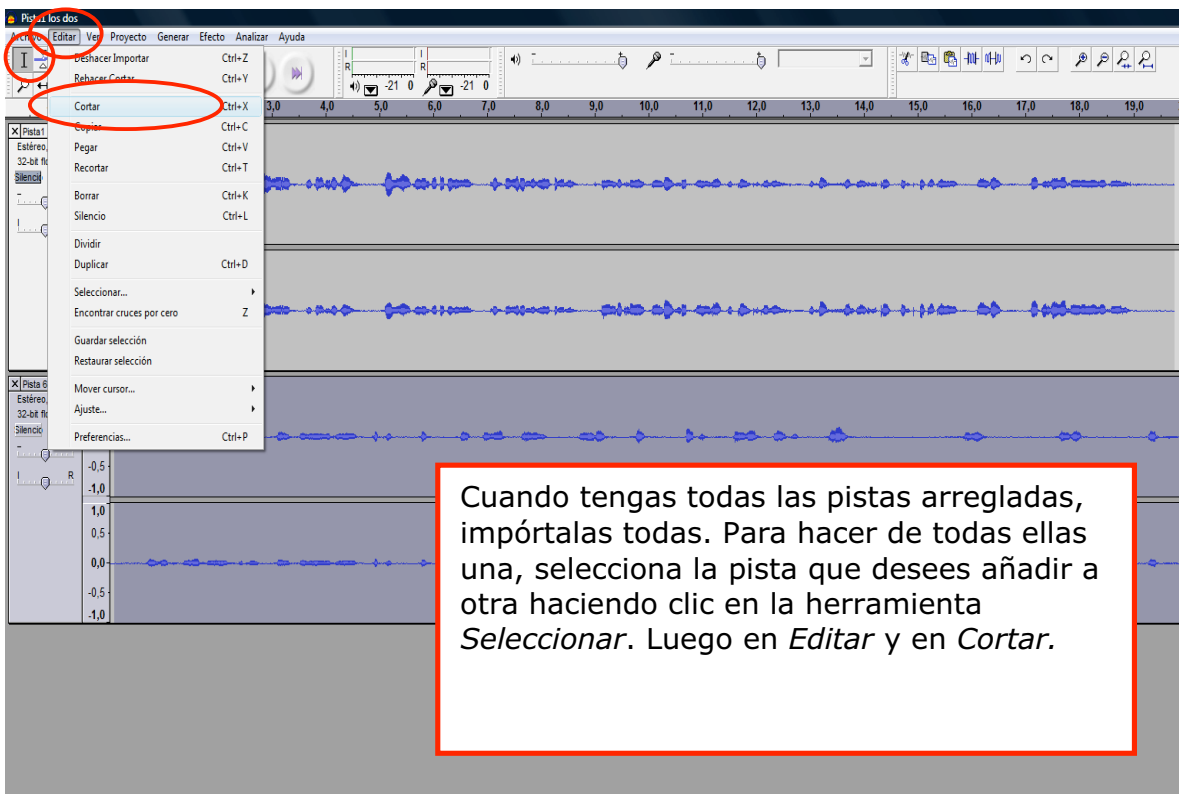 Pista1 los dos
Archivo Editar Ver Proyecto Generar Efecto Analizar Ayuda
Deshacer Importar Ctrl+Z
Rehacer Cortar Ctrl+Y
Cortar Ctrl+X
Copiar Ctrl+C
Pegar Ctrl+V
Recortar Ctrl+T
Borrar Ctrl+K
Silencio Ctrl+L
Dividir
Duplicar Ctrl+D
Seleccionar...
Encontrar cruces por cero Z
Guardar selección
Restaurar selección
Mover cursor...
Ajuste...
Preferencias... Ctrl+P
I
R
-21 0
I
R
-21 0
3,0 4,0 5,0 6,0 7,0 8,0 9,0 10,0 11,0 12,0 13,0 14,0 15,0 16,0 17,0 18,0 19,0
X Pista1
Estéreo,
32-bit
Silencio
X Pista 6
Estéreo,
32-bit
Silencio
I R
-0,5
-1,0
1,0
0,5
0,0
-0,5
-1,0
Cuando tengas todas las pistas arregladas,
impórtalas todas. Para hacer de todas ellas
una, selecciona la pista que desees añadir a
otra haciendo clic en la herramienta
Seleccionar. Luego en Editar y en Cortar.